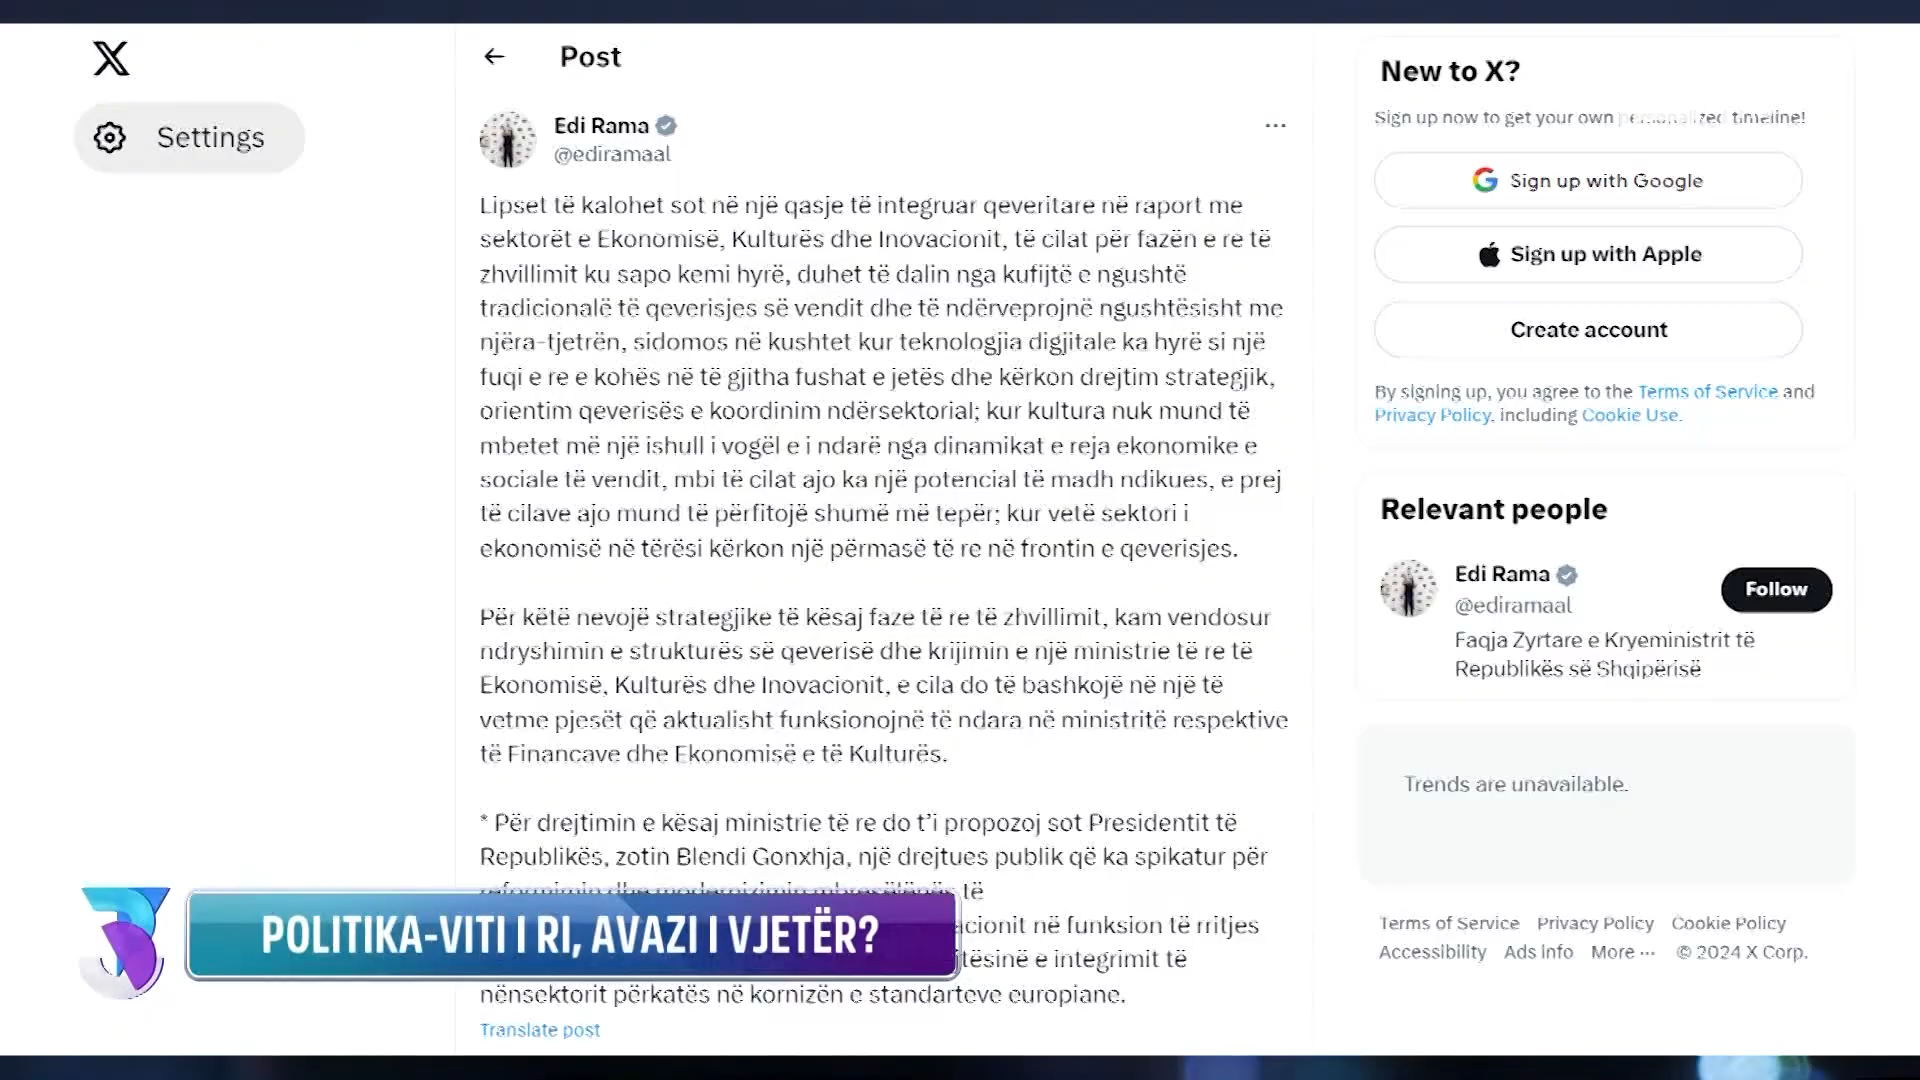 Post
Settings
Edi Rama
@ediramaal
Lipset të kalohet sot në një qasje të integruar qeveritare në raport me
sektorët e Ekonomisë, Kulturës dhe Inovacionit, të cilat për fazën e re të
zhvillimit ku sapo kemi hyrë, duhet të dalin nga kufijtë e ngushtë
tradicionalë të qeverisjes së vendit dhe të ndërveprojnë ngushtësisht me
njëra-tjetrën, sidomos në kushtet kur teknologjia digjitale ka hyrë si një
fuqi e re e kohës në të gjitha fushat e jetës dhe kërkon drejtim strategjik,
orientim qeverisës e koordinim ndërsektorial; kur kultura nuk mund të
mbetet më një ishull i vogël e i ndarë nga dinamikat e reja ekonomike e
sociale të vendit, mbi të cilat ajo ka një potencial të madh ndikues, e prej
të cilave ajo mund të përfitojë shumë më tepër; kur vetë sektori i
ekonomisë në tërësi kërkon një përmasë të re në frontin e qeverisjes.
Për këtë nevojë strategjike të kësaj faze të re të zhvillimit, kam vendosur
ndryshimin e strukturës së qeverisë dhe krijimin e një ministrie të re të
Ekonomisë, Kulturës dhe Inovacionit, e cila do të bashkojë në një të
vetme pjesët që aktualisht funksionojnë të ndara në ministritë respektive
të Financave dhe Ekonomisë e të Kulturës.
* Për drejtimin e kësaj ministrie të re do t'i propozoj sot Presidentit të
Republikës, zotin Blendi Gonxhja, një drejtues publik që ka spikatur për
reformimin dhe modernizimin mbresëlënës të
acionit në funksion të rritjes
tësinë e integrimit të
nënsektorit përkatës në kornizën e standarteve europiane.
Translate post
POLITIKA-VITI I RI, AVAZI I VJETËR?
New to X?
Sign up now to get your own personalized timeline!
Sign up with Google
Sign up with Apple
Create account
By signing up, you agree to the Terms of Service and
Privacy Policy, including Cookie Use.
Relevant people
Edi Rama
@ediramaal
Follow
Faqja Zyrtare e Kryeministrit të
Republikës së Shqipërisë
Trends are unavailable.
Terms of Service Privacy Policy Cookie Policy
Accessibility Ads info More ··· © 2024 X Corp.